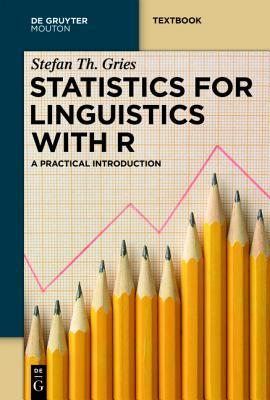 DE GRUYTER
MOUTON
TEXTBOOK
Stefan Th. Gries
STATISTICS FOR
LINGUISTICS
WITH R
A PRACTICAL INTRODUCTION
DE
G